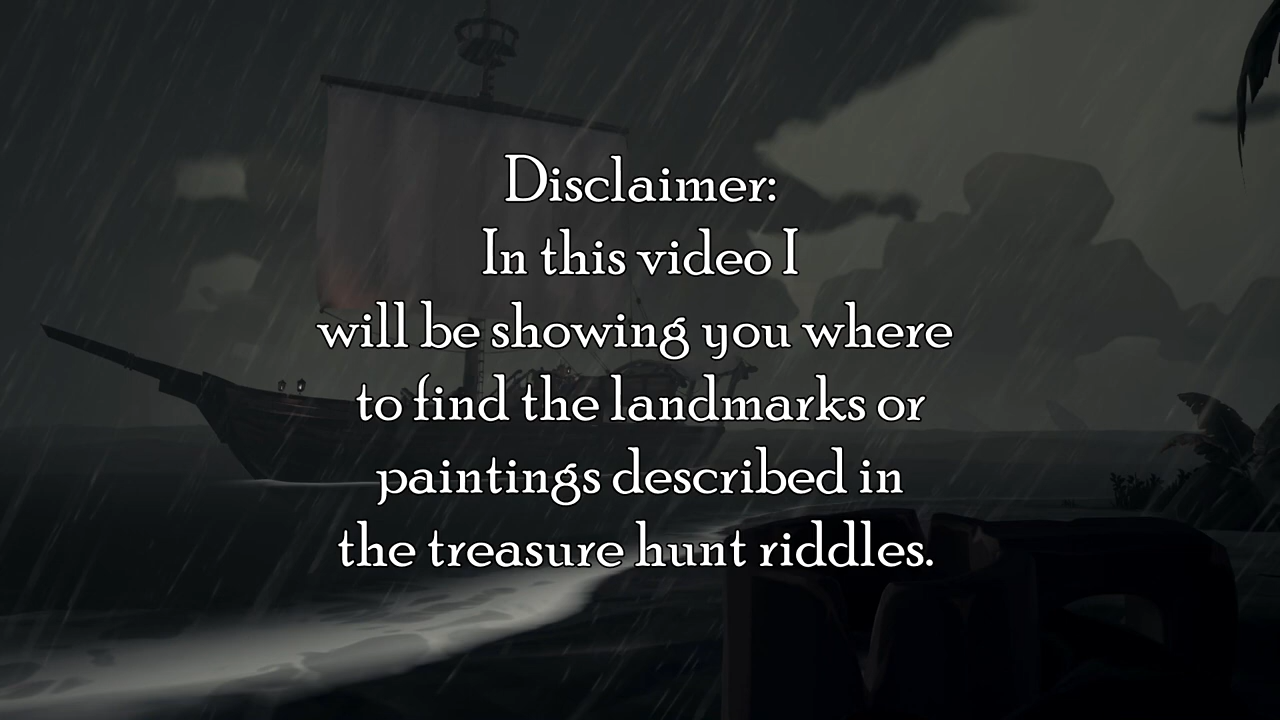 Disclaimer:
In this video I
will be showing you where
to find the landmarks or
paintings described in
the treasure hunt riddles.